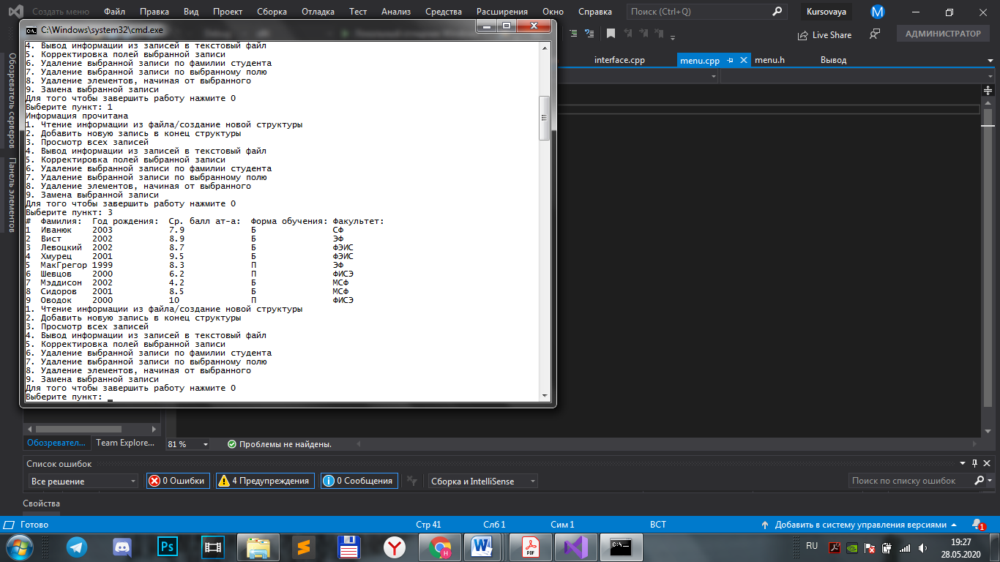 Создать меню Файл Правка Вид Проект Сборка Отладка Тест Анализ Средства Расширения Окно Справка Поиск (Ctrl+Q) Kursovaya М
C:\Windows\system32\cmd.exe
Live Share АДМИНИСТРАТОР
interface.cpp menu.cpp menu.h Вывод
Обозреватель серверов
Панель элементов
4. Вывод информации из записей в текстовый файл
5. Корректировка полей выбранной записи
6. Удаление выбранной записи по фамилии студента
7. Удаление выбранной записи по выбранному полю
8. Удаление элементов, начиная от выбранного
9. Замена выбранной записи
Для того чтобы завершить работу нажмите 0
Выберите пункт: 1
Информация прочитана
1. Чтение информации из файла/создание новой структуры
2. Добавить новую запись в конец структуры
3. Просмотр всех записей
4. Вывод информации из записей в текстовый файл
5. Корректировка полей выбранной записи
6. Удаление выбранной записи по фамилии студента
7. Удаление выбранной записи по выбранному полю
8. Удаление элементов, начиная от выбранного
9. Замена выбранной записи
Для того чтобы завершить работу нажмите 0
Выберите пункт: 3
# Фамилия: Год рождения: Ср. балл ат-а: Форма обучения: Факультет:
1 Иванюк 2003 7.9 Б СФ
2 Вист 2002 8.9 Б ЭФ
3 Левоцкий 2002 8.7 Б ФЭИС
4 Хмурец 2001 9.5 Б ФЭИС
5 МакГрегор 1999 8.3 П ЭФ
6 Шевцов 2000 6.2 П ФИСЭ
7 Мэддисон 2002 4.2 Б МСФ
8 Сидоров 2001 8.5 Б МСФ
9 Оводок 2000 10 П ФИСЭ
1. Чтение информации из файла/создание новой структуры
2. Добавить новую запись в конец структуры
3. Просмотр всех записей
4. Вывод информации из записей в текстовый файл
5. Корректировка полей выбранной записи
6. Удаление выбранной записи по фамилии студента
7. Удаление выбранной записи по выбранному полю
8. Удаление элементов, начиная от выбранного
9. Замена выбранной записи
Для того чтобы завершить работу нажмите 0
Выберите пункт:
Обозревател... Team Explore... 81 % Проблемы не найдены.
Список ошибок
Все решение 0 Ошибки 4 Предупреждения 0 Сообщения Сборка и IntelliSense Поиск по списку ошибок
Свойства
Готово Стр 41 Слб 1 Сим 1 ВСТ Добавить в систему управления версиями 1
Ps S Y H W PDF C:\ RU 19:27
28.05.2020